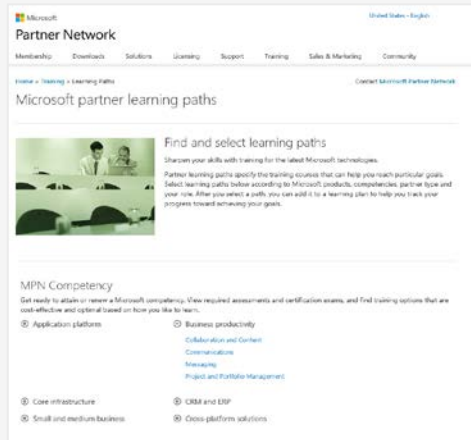 Microsoft
United States - English
Partner Network
Membership Downloads Solutions Licensing Support Training Sales & Marketing Community
Home > Training > Learning Paths
Contact Microsoft Partner Network
Microsoft partner learning paths
Find and select learning paths
Sharpen your skills with training for the latest Microsoft technologies.
Partner learning paths specify the training courses that can help you reach particular goals.
Select learning paths below according to Microsoft products, competencies, partner type and
your role. After you select a path, you can add it to a learning plan to help you track your
progress toward achieving your goals.
MPN Competency
Get ready to attain or renew a Microsoft competency. View required assessments and certification exams, and find training options that are
cost-effective and optimal based on how you like to learn.
Application platform
Business productivity
Collaboration and Content
Communications
Messaging
Project and Portfolio Management
Core infrastructure
CRM and ERP
Small and medium business
Cross-platform solutions